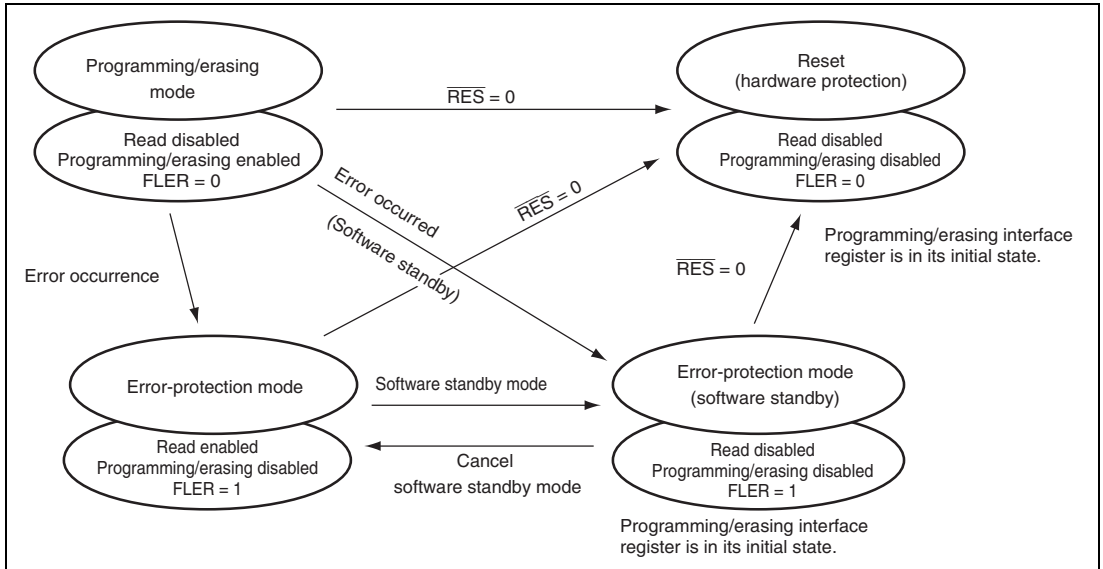 Programming/erasing
mode
Read disabled
Programming/erasing enabled
FLER = 0
RES = 0
Reset
(hardware protection)
Read disabled
Programming/erasing disabled
FLER = 0
Programming/erasing interface
register is in its initial state.
Error occurred
(Software standby)
RES = 0
RES = 0
Error occurrence
Error-protection mode
Read enabled
Programming/erasing disabled
FLER = 1
Software standby mode
Cancel
software standby mode
Error-protection mode
(software standby)
Read disabled
Programming/erasing disabled
FLER = 1
Programming/erasing interface
register is in its initial state.